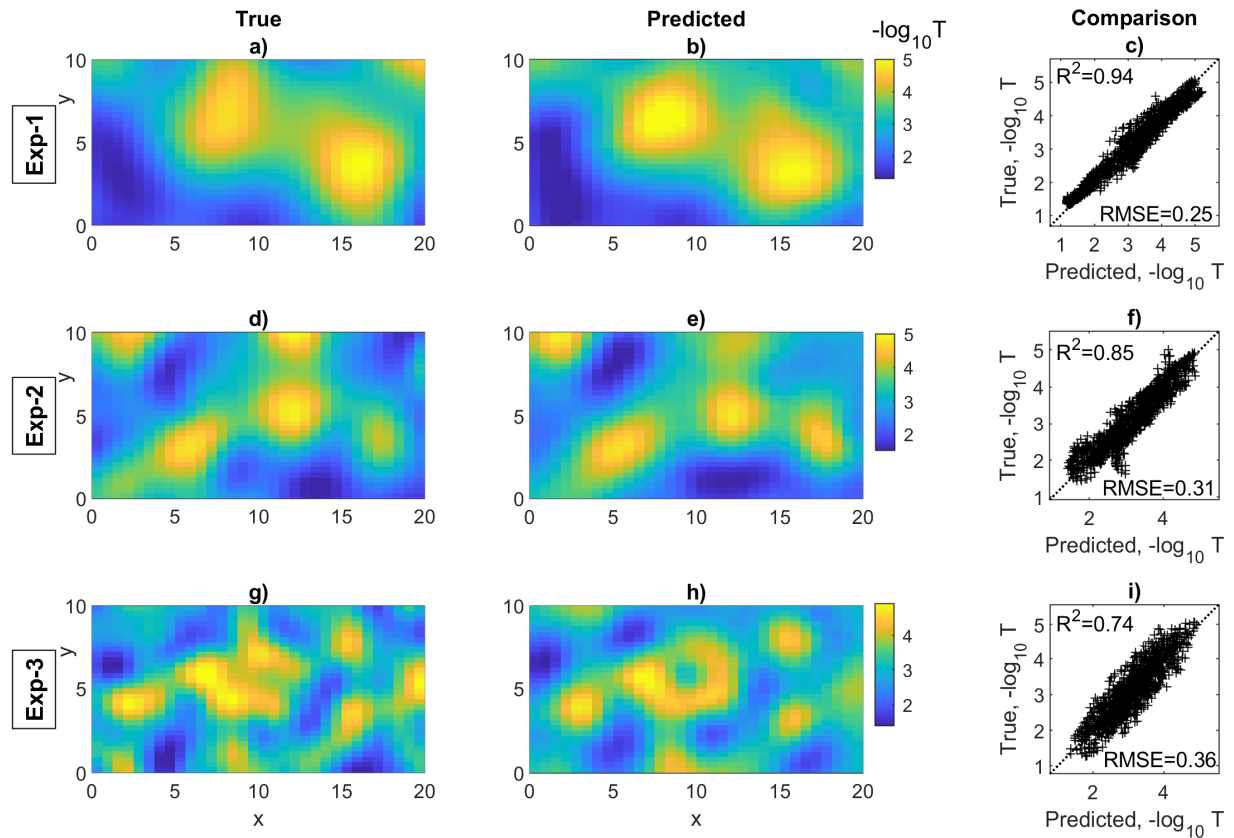 True
Predicted
Comparison
-log10T
a)
b)
c)
Exp-1
y
10
5
0
0
5
10
15
20
10
5
0
0
5
10
15
20
5
4
3
2
R2=0.94
RMSE=0.25
True, -log10 T
5
4
3
2
1
1
2
3
4
5
Predicted, -log10 T
d)
e)
f)
Exp-2
y
10
5
0
0
5
10
15
20
10
5
0
0
5
10
15
20
5
4
3
2
R2=0.85
RMSE=0.31
True, -log10 T
5
4
3
2
1
2
4
Predicted, -log10 T
g)
h)
i)
Exp-3
y
10
5
0
0
5
10
15
20
x
10
5
0
0
5
10
15
20
x
4
3
2
R2=0.74
RMSE=0.36
True, -log10 T
5
4
3
2
1
2
4
Predicted, -log10 T